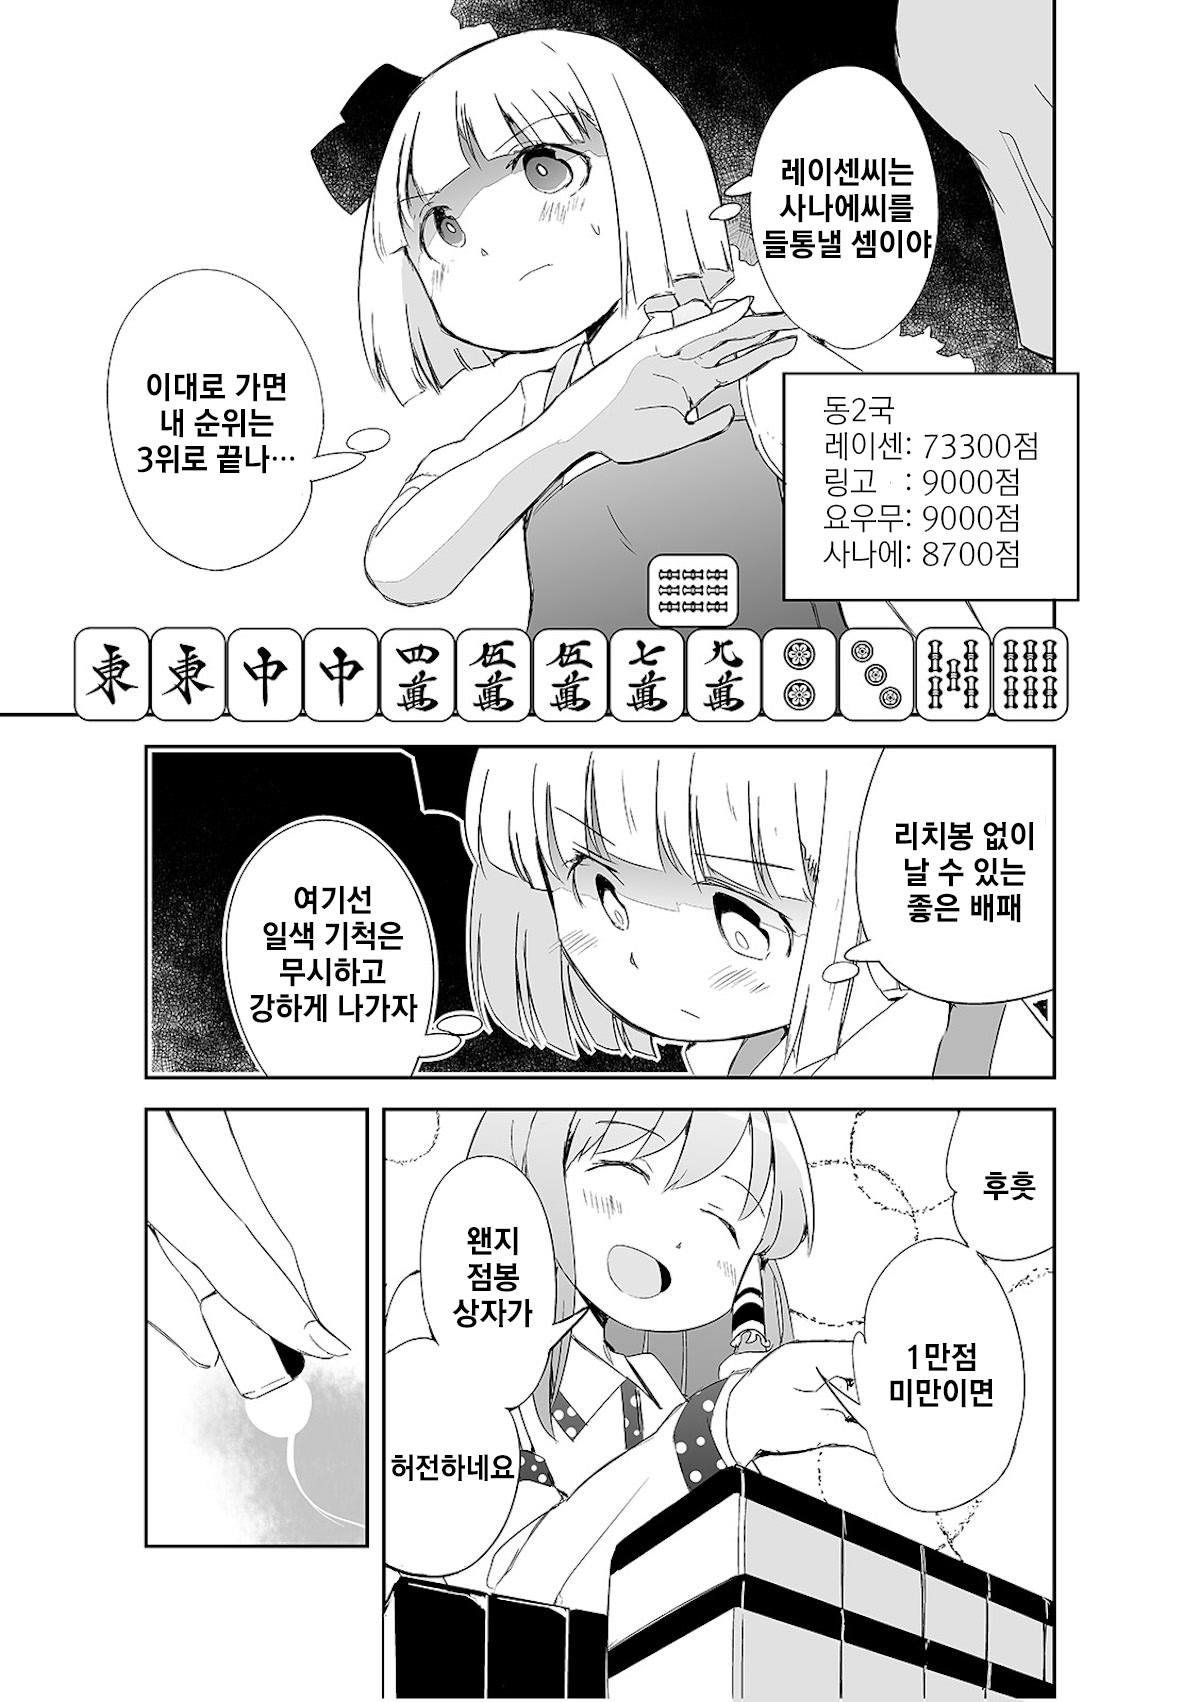 레이센씨는
사나에씨를
들통낼 셈이야
이대로 가면
내 순위는
3위로 끝나…
동2국
레이센: 73300점
링고 : 9000점
요우무: 9000점
사나에: 8700점
東 東 中 中 四萬 伍萬 伍萬 七萬 九萬
리치봉 없이
날 수 있는
좋은 배패
여기선
일색 기척은
무시하고
강하게 나가자
후훗
1만점
미만이면
왠지
점봉
상자가
허전하네요